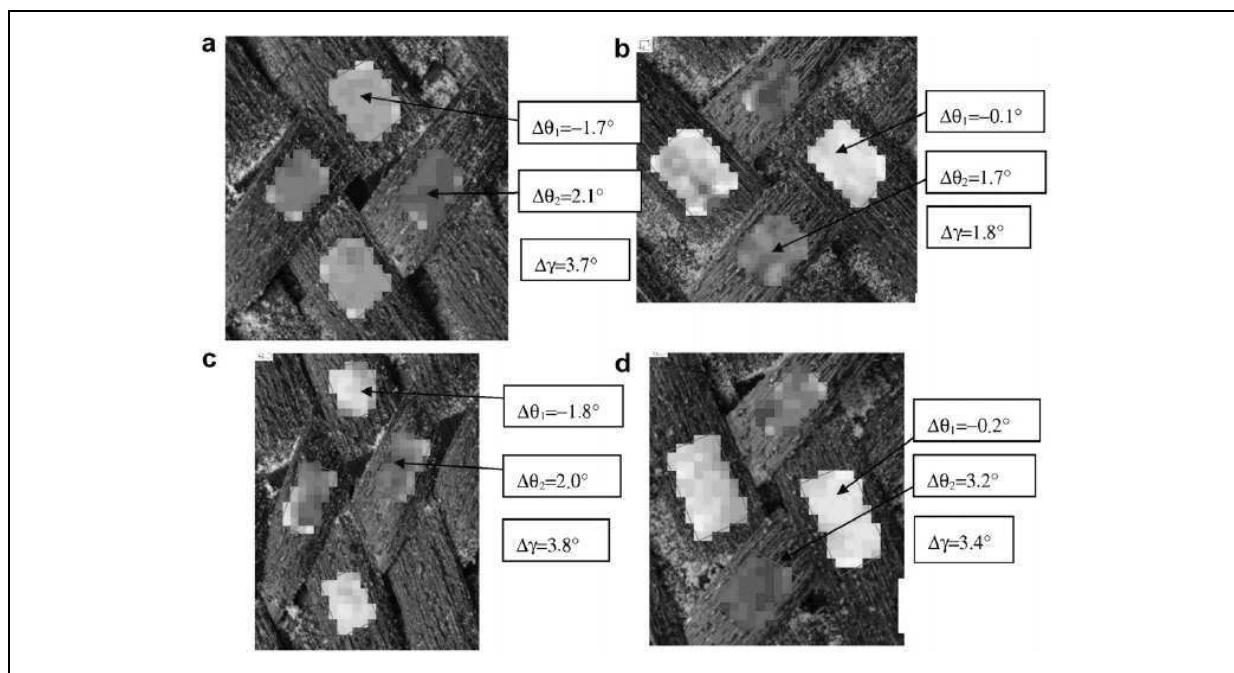 a
Δθ₁=−1.7°
Δθ₂=2.1°
Δγ=3.7°
b
Δθ₁=−0.1°
Δθ₂=1.7°
Δγ=1.8°
c
Δθ₁=−1.8°
Δθ₂=2.0°
Δγ=3.8°
d
Δθ₁=−0.2°
Δθ₂=3.2°
Δγ=3.4°